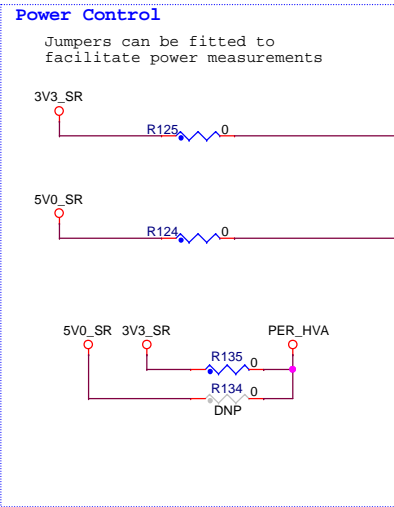 Power Control
Jumpers can be fitted to
facilitate power measurements
3V3_SR
R125 0
5V0_SR
R124 0
5V0_SR 3V3_SR PER_HVA
R135 0
R134 0
DNP